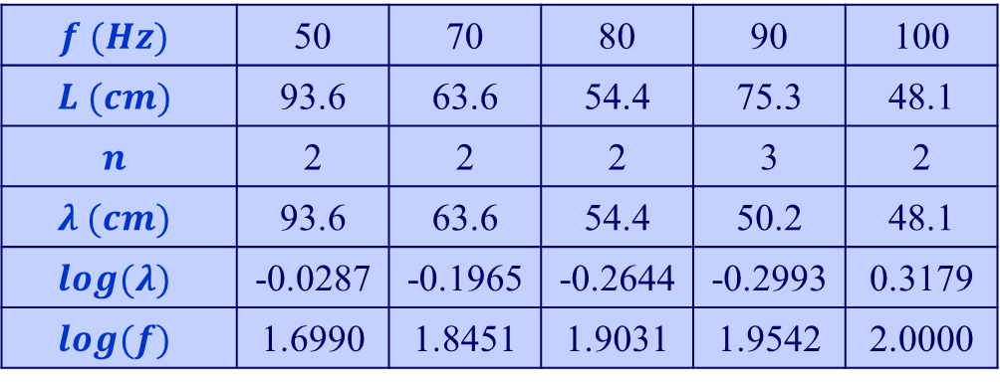 f (Hz) 50 70 80 90 100
L (cm) 93.6 63.6 54.4 75.3 48.1
n 2 2 2 3 2
λ (cm) 93.6 63.6 54.4 50.2 48.1
log(λ) -0.0287 -0.1965 -0.2644 -0.2993 0.3179
log(f) 1.6990 1.8451 1.9031 1.9542 2.0000